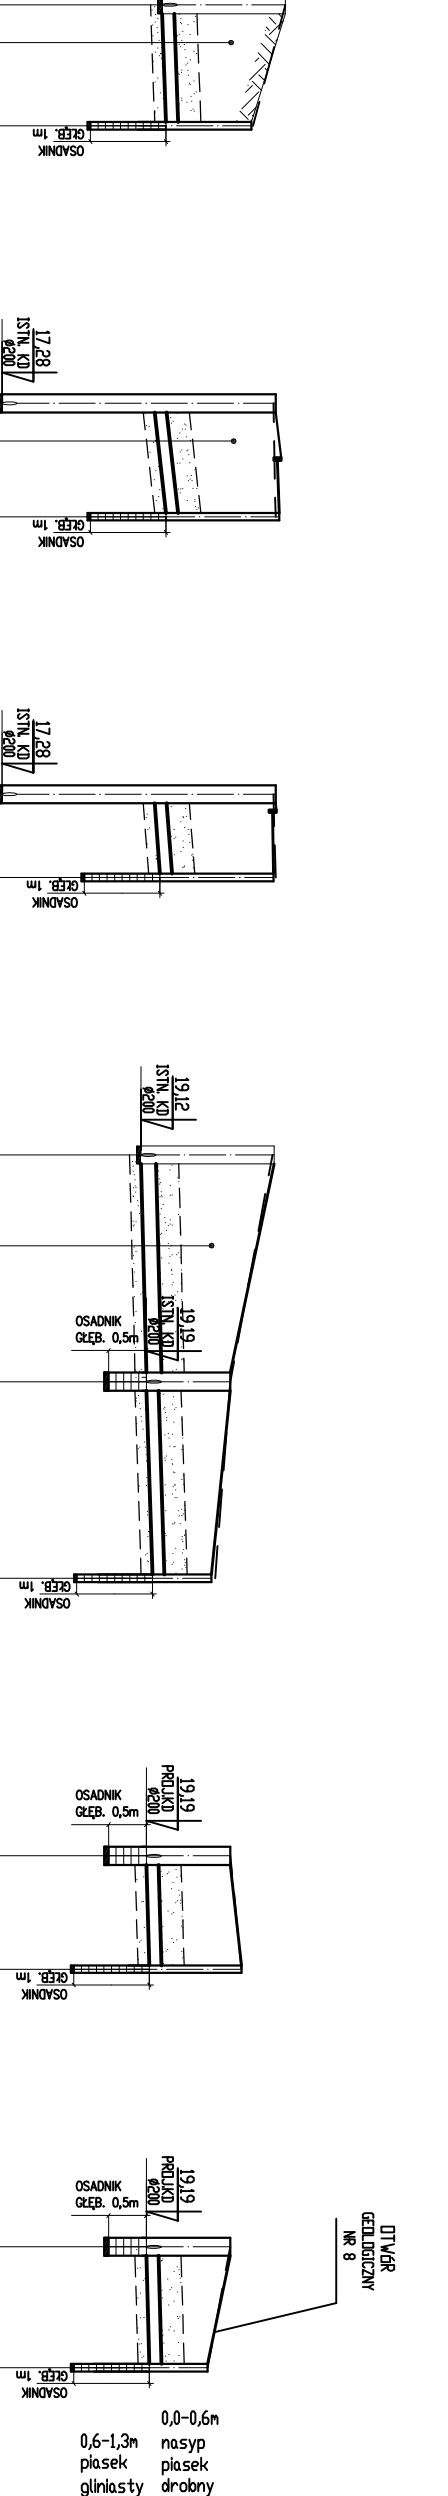 GŁĘB. 1m
OSADNIK
17,28
ISTN. KD
ø200
GŁĘB. 1m
OSADNIK
17,28
ISTN. KD
ø200
GŁĘB. 1m
OSADNIK
19,12
ISTN. KD
ø200
OSADNIK
GŁĘB. 0,5m
19,19
ISTN. KD
ø200
GŁĘB. 1m
OSADNIK
OSADNIK
GŁĘB. 0,5m
19,19
PROJ.KD
ø200
GŁĘB. 1m
OSADNIK
OSADNIK
GŁĘB. 0,5m
19,19
PROJ.KD
ø200
OTWÓR
GEOLOGICZNY
NR 8
GŁĘB. 1m
OSADNIK
0,0-0,6m
nasyp
piasek
drobny
0,6-1,3m
piasek
gliniasty